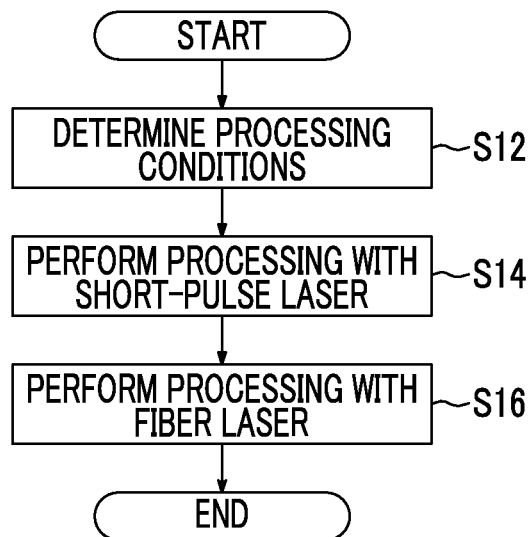 START
DETERMINE PROCESSING
CONDITIONS
S12
PERFORM PROCESSING WITH
SHORT-PULSE LASER
S14
PERFORM PROCESSING WITH
FIBER LASER
S16
END